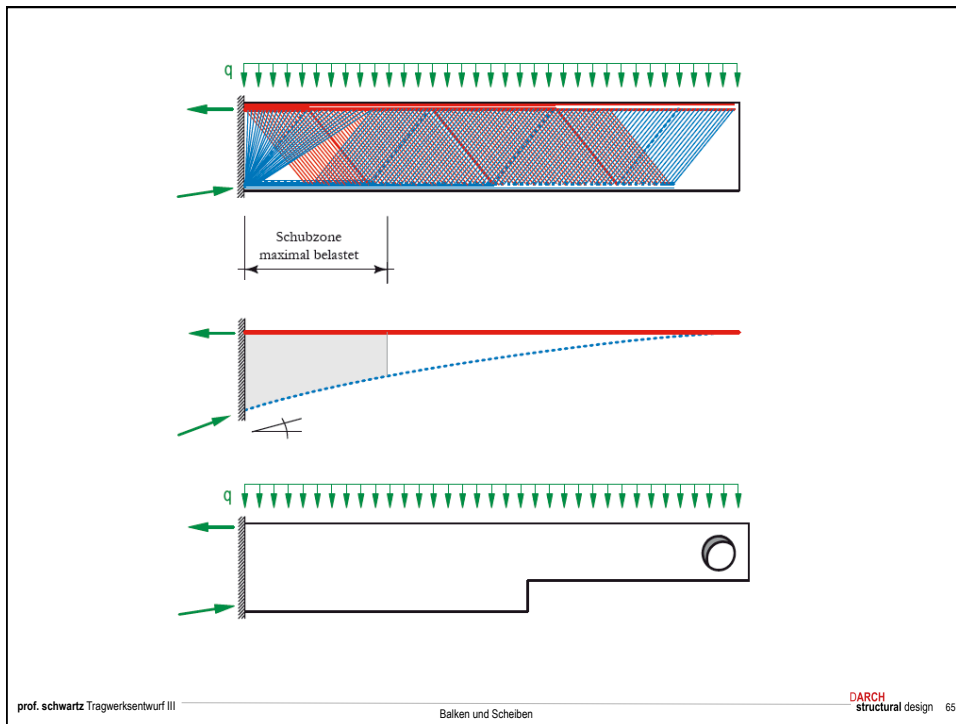 q
Schubzone
maximal belastet
q
prof. schwartz Tragwerksentwurf III
Balken und Scheiben
DARCH
structural design 65